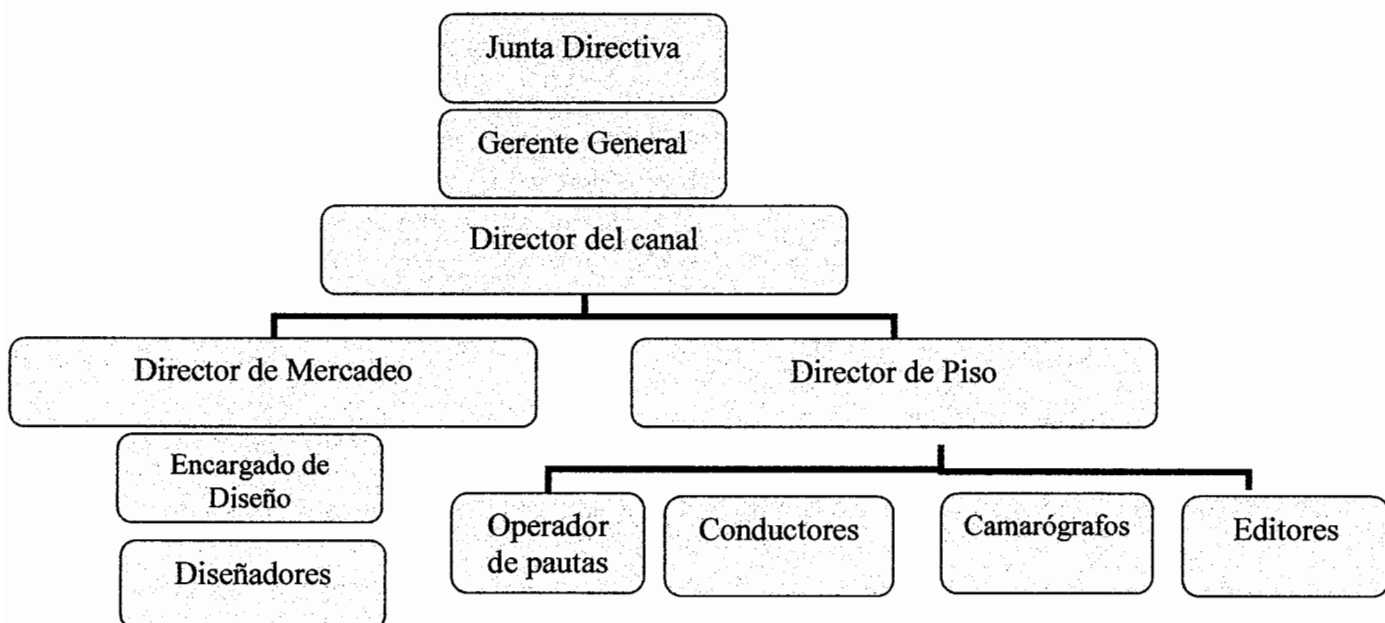 Junta Directiva
Gerente General
Director del canal
Director de Mercadeo
Director de Piso
Encargado de
Diseño
Diseñadores
Operador
de pautas
Conductores
Camarógrafos
Editores